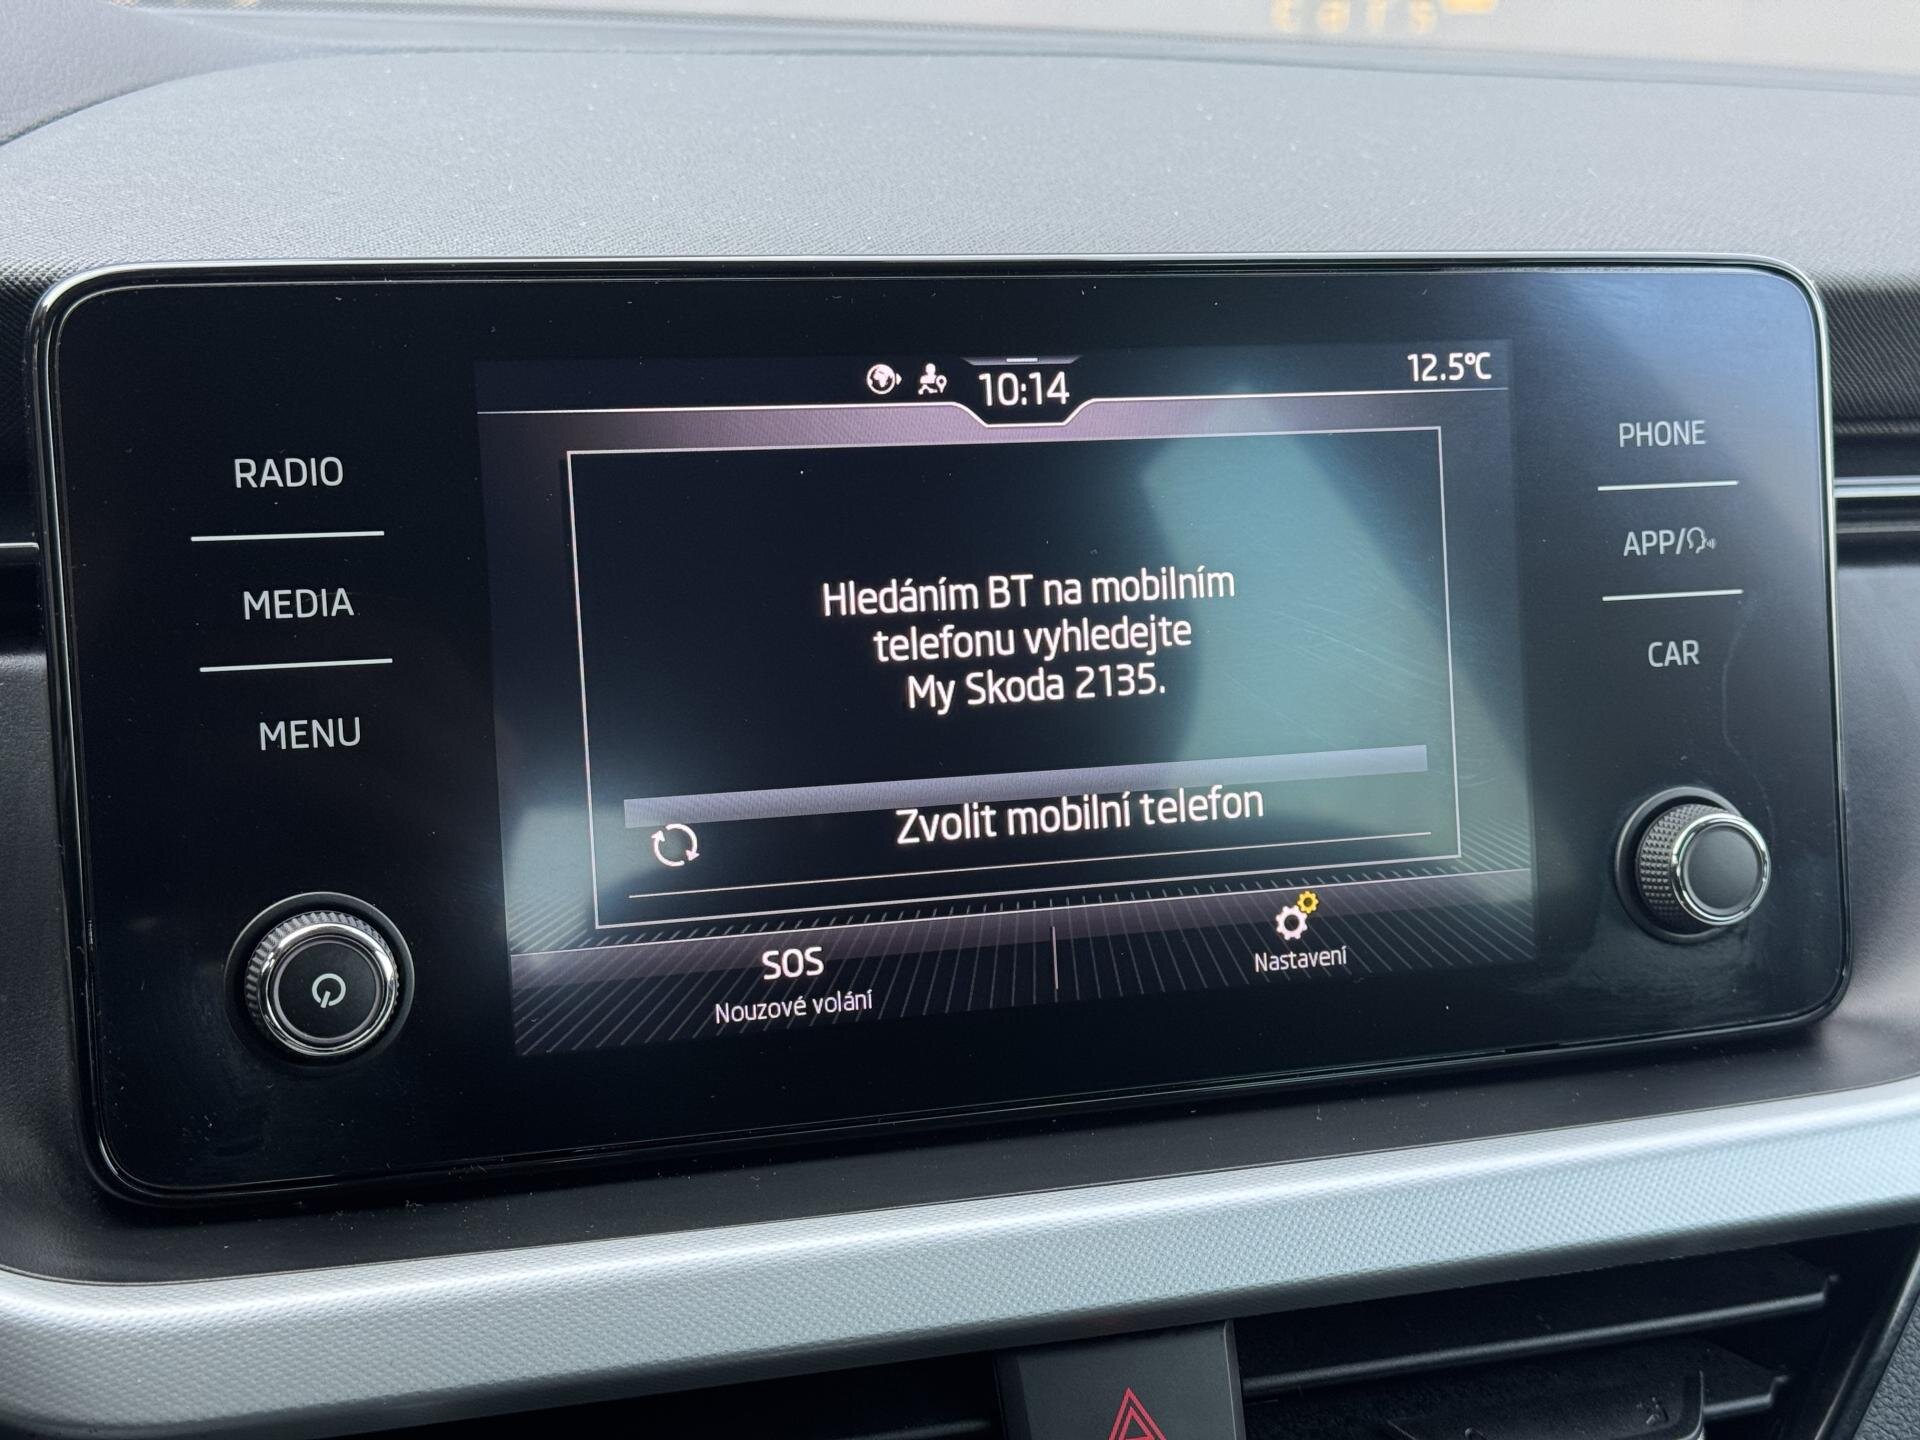 cars
10:14
12.5°C
RADIO
MEDIA
MENU
Hledáním BT na mobilním
telefonu vyhledejte
My Skoda 2135.
Zvolit mobilní telefon
SOS
Nouzové volání
Nastavení
PHONE
APP/
CAR